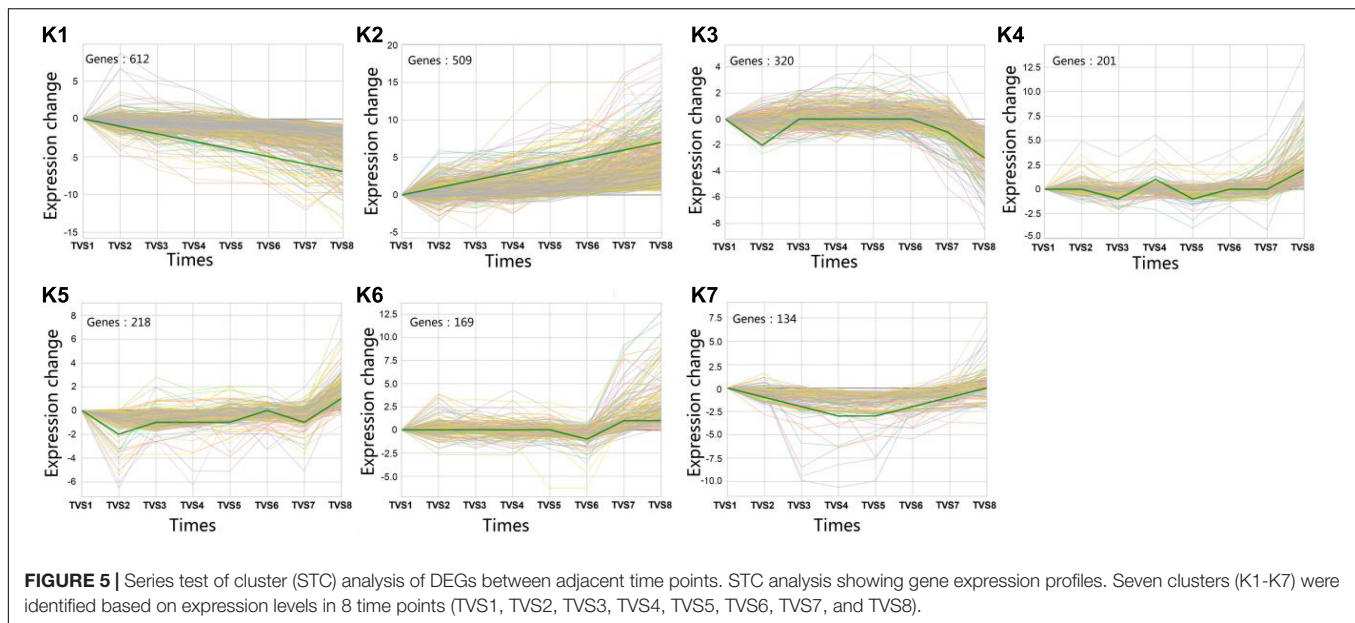 K1
Genes : 612
Expression change
5
0
-5
-10
-15
TVS1 TVS2 TVS3 TVS4 TVS5 TVS6 TVS7 TVS8
Times
K2
Genes : 509
Expression change
20
15
10
5
0
-5
TVS1 TVS2 TVS3 TVS4 TVS5 TVS6 TVS7 TVS8
Times
K3
Genes : 320
Expression change
4
2
0
-2
-4
-6
-3
TVS1 TVS2 TVS3 TVS4 TVS5 TVS6 TVS7 TVS8
Times
K4
Genes : 201
Expression change
12.5
10.0
7.5
5.0
2.5
0
-2.5
5.0
TVS1 TVS2 TVS3 TVS4 TVS5 TVS6 TVS7 TVS8
Times
K5
Genes : 218
Expression change
8
6
4
2
0
-2
-4
-6
TVS1 TVS2 TVS3 TVS4 TVS5 TVS6 TVS7 TVS8
Times
K6
Genes : 169
Expression change
12.5
10.0
7.5
5.0
2.5
0
-2.5
-5.0
TVS1 TVS2 TVS3 TVS4 TVS5 TVS6 TVS7 TVS8
Times
K7
Genes : 134
Expression change
7.5
5.0
2.5
0
-2.5
-5.0
-7.5
-10.0
TVS1 TVS2 TVS3 TVS4 TVS5 TVS6 TVS7 TVS8
Times
FIGURE 5 | Series test of cluster (STC) analysis of DEGs between adjacent time points. STC analysis showing gene expression profiles. Seven clusters (K1-K7) were
identified based on expression levels in 8 time points (TVS1, TVS2, TVS3, TVS4, TVS5, TVS6, TVS7, and TVS8).